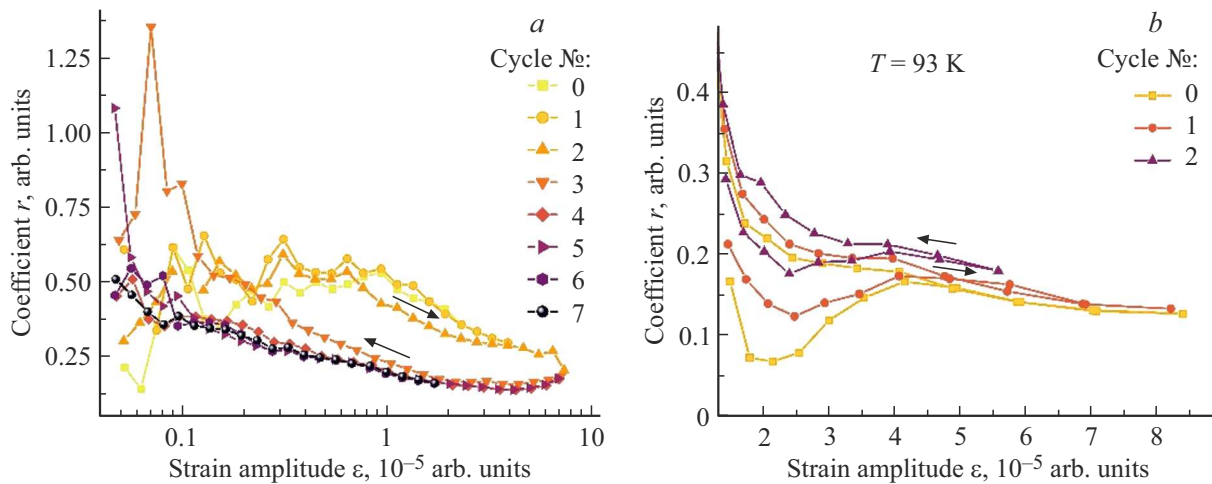 a
Cycle №:
0
1
2
3
4
5
6
7
1.25
1.00
0.75
0.50
0.25
Coefficient r, arb. units
0.1 1 10
Strain amplitude ε, 10⁻⁵ arb. units
b
T = 93 K
Cycle №:
0
1
2
0.4
0.3
0.2
0.1
0
Coefficient r, arb. units
2 3 4 5 6 7 8
Strain amplitude ε, 10⁻⁵ arb. units